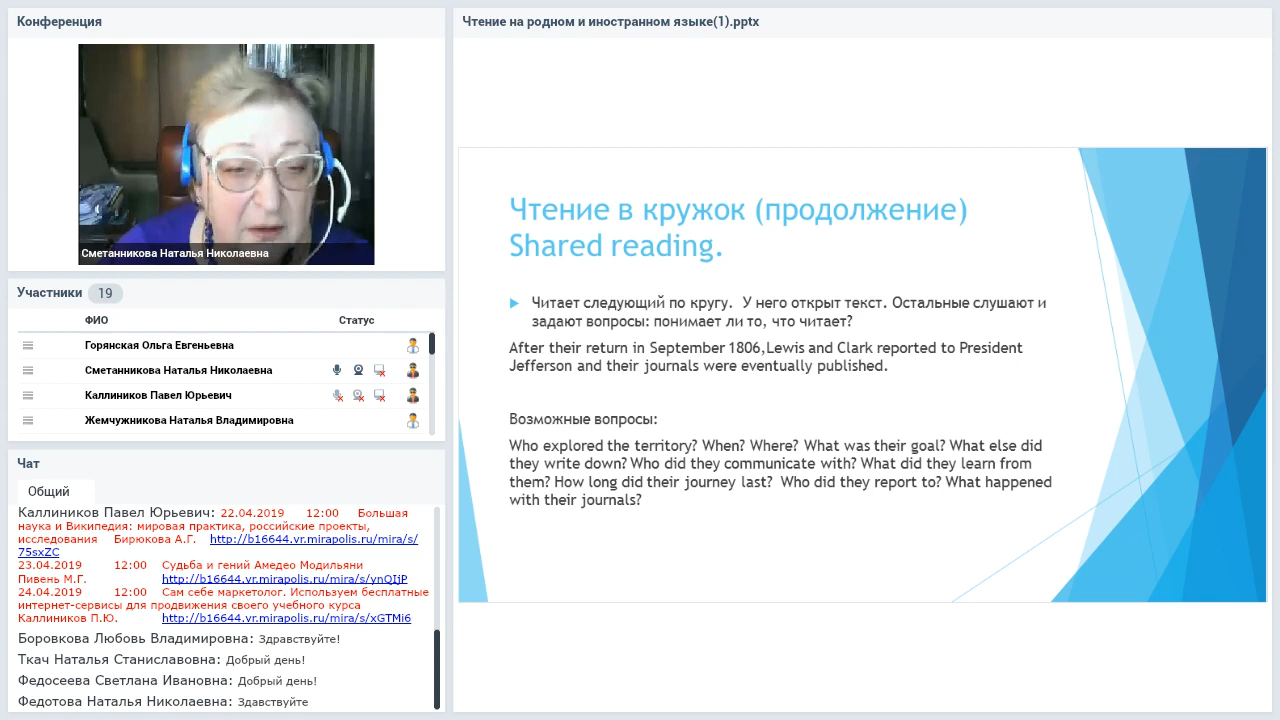 Конференция
Сметанникова Наталья Николаевна
Участники 19
ФИО Статус
Горянская Ольга Евгеньевна
Сметанникова Наталья Николаевна
Каллиников Павел Юрьевич
Жемчужникова Наталья Владимировна
Чат
Общий
Каллиников Павел Юрьевич: 22.04.2019 12:00 Большая
наука и Википедия: мировая практика, российские проекты,
исследования Бирюкова А.Г. http://b16644.vr.mirapolis.ru/mira/s/
75sxZC
23.04.2019 12:00 Судьба и гений Амедео Модильяни
Пивень М.Г. http://b16644.vr.mirapolis.ru/mira/s/ynQIjP
24.04.2019 12:00 Сам себе маркетолог. Используем бесплатные
интернет-сервисы для продвижения своего учебного курса
Каллиников П.Ю. http://b16644.vr.mirapolis.ru/mira/s/xGTMi6
Боровкова Любовь Владимировна: Здравствуйте!
Ткач Наталья Станиславовна: Добрый день!
Федосеева Светлана Ивановна: Добрый день!
Федотова Наталья Николаевна: Здавствуйте
Чтение на родном и иностранном языке(1).pptx
Чтение в кружок (продолжение)
Shared reading.
Читает следующий по кругу. У него открыт текст. Остальные слушают и
задают вопросы: понимает ли то, что читает?
After their return in September 1806,Lewis and Clark reported to President
Jefferson and their journals were eventually published.
Возможные вопросы:
Who explored the territory? When? Where? What was their goal? What else did
they write down? Who did they communicate with? What did they learn from
them? How long did their journey last? Who did they report to? What happened
with their journals?